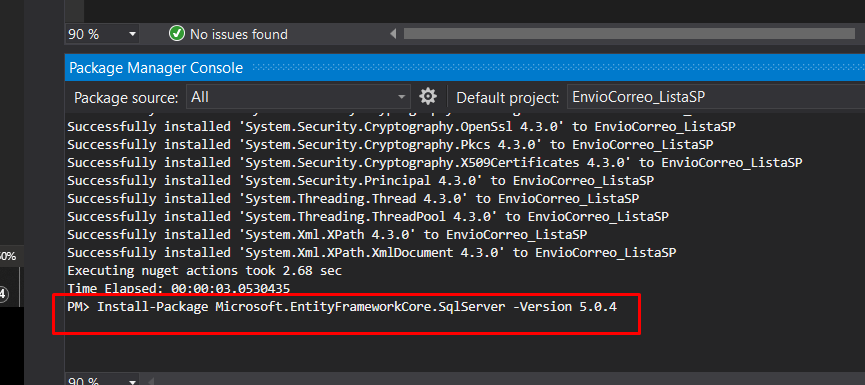 90 %
No issues found
Package Manager Console
Package source: All
Default project: EnvioCorreo_ListaSP
Successfully installed 'System.Security.Cryptography.OpenSsl 4.3.0' to EnvioCorreo_ListaSP
Successfully installed 'System.Security.Cryptography.Pkcs 4.3.0' to EnvioCorreo_ListaSP
Successfully installed 'System.Security.Cryptography.X509Certificates 4.3.0' to EnvioCorreo_ListaSP
Successfully installed 'System.Security.Principal 4.3.0' to EnvioCorreo_ListaSP
Successfully installed 'System.Threading.Thread 4.3.0' to EnvioCorreo_ListaSP
Successfully installed 'System.Threading.ThreadPool 4.3.0' to EnvioCorreo_ListaSP
Successfully installed 'System.Xml.XPath 4.3.0' to EnvioCorreo_ListaSP
Successfully installed 'System.Xml.XPath.XmlDocument 4.3.0' to EnvioCorreo_ListaSP
Executing nuget actions took 2.68 sec
Time Elapsed: 00:00:03.0530435
PM> Install-Package Microsoft.EntityFrameworkCore.SqlServer -Version 5.0.4
90 %